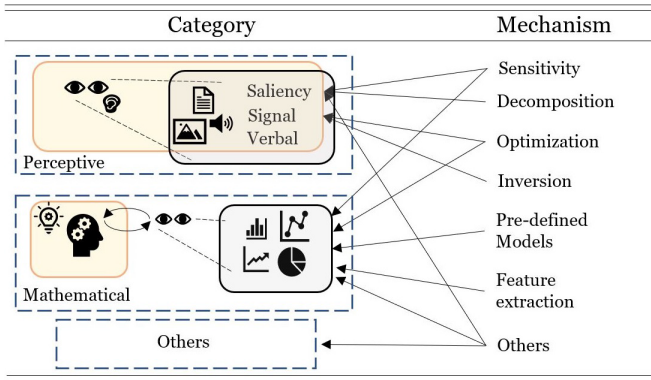 Category
Mechanism
Saliency
Signal
Verbal
Perceptive
Mathematical
Others
Sensitivity
Decomposition
Optimization
Inversion
Pre-defined
Models
Feature
extraction
Others